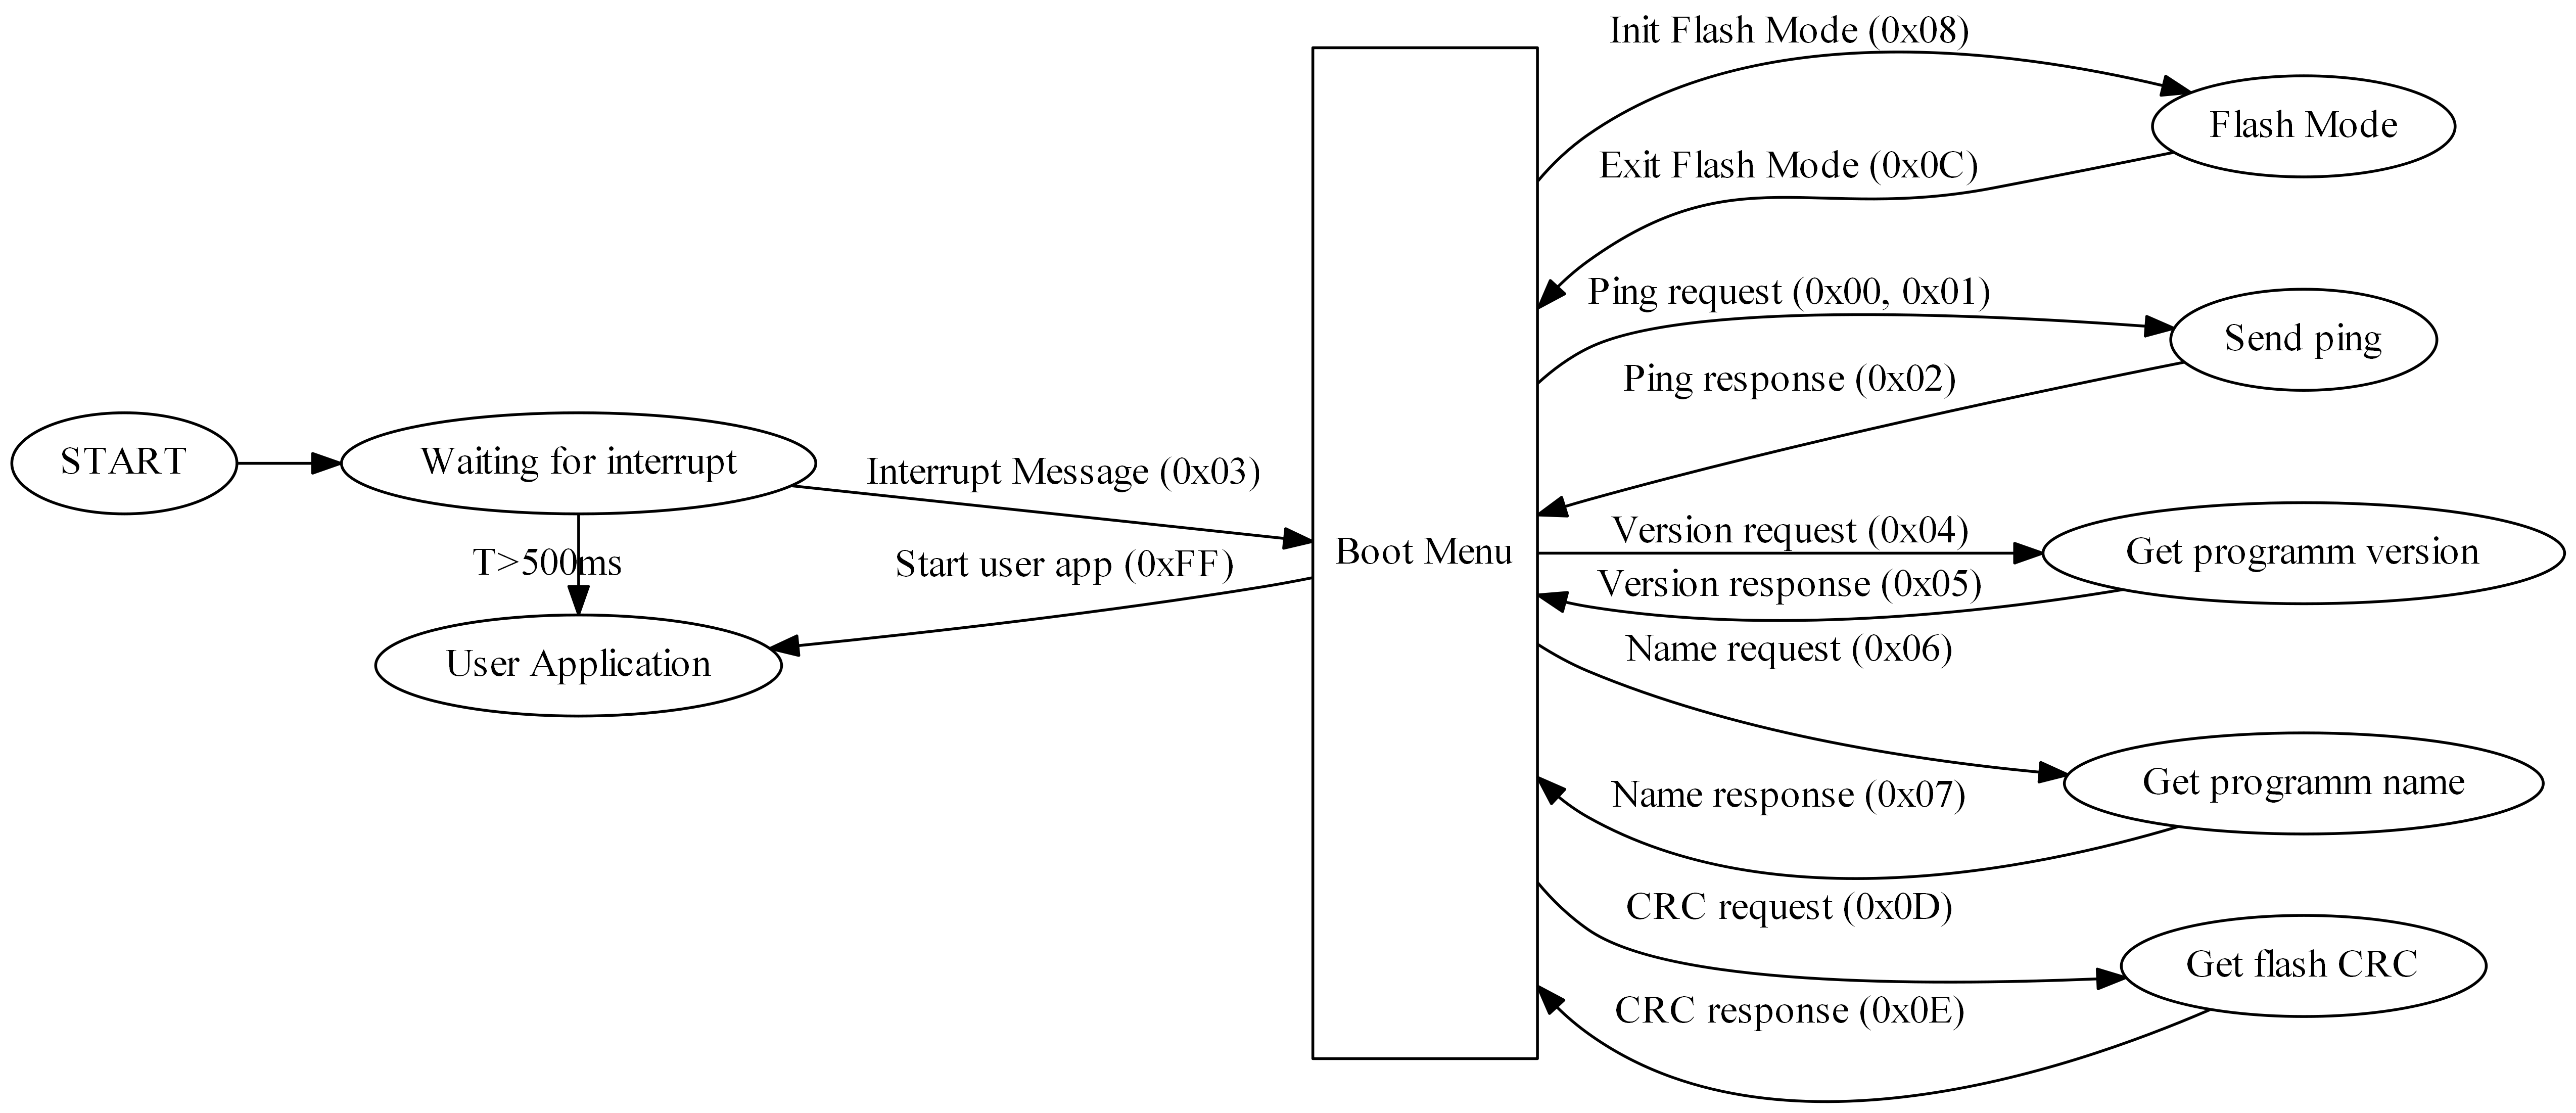 Init Flash Mode (0x08)
Flash Mode
Exit Flash Mode (0x0C)
Ping request (0x00, 0x01)
Send ping
Ping response (0x02)
START
Waiting for interrupt
Interrupt Message (0x03)
T>500ms
Start user app (0xFF)
User Application
Boot Menu
Version request (0x04)
Get programm version
Version response (0x05)
Name request (0x06)
Get programm name
Name response (0x07)
CRC request (0x0D)
Get flash CRC
CRC response (0x0E)